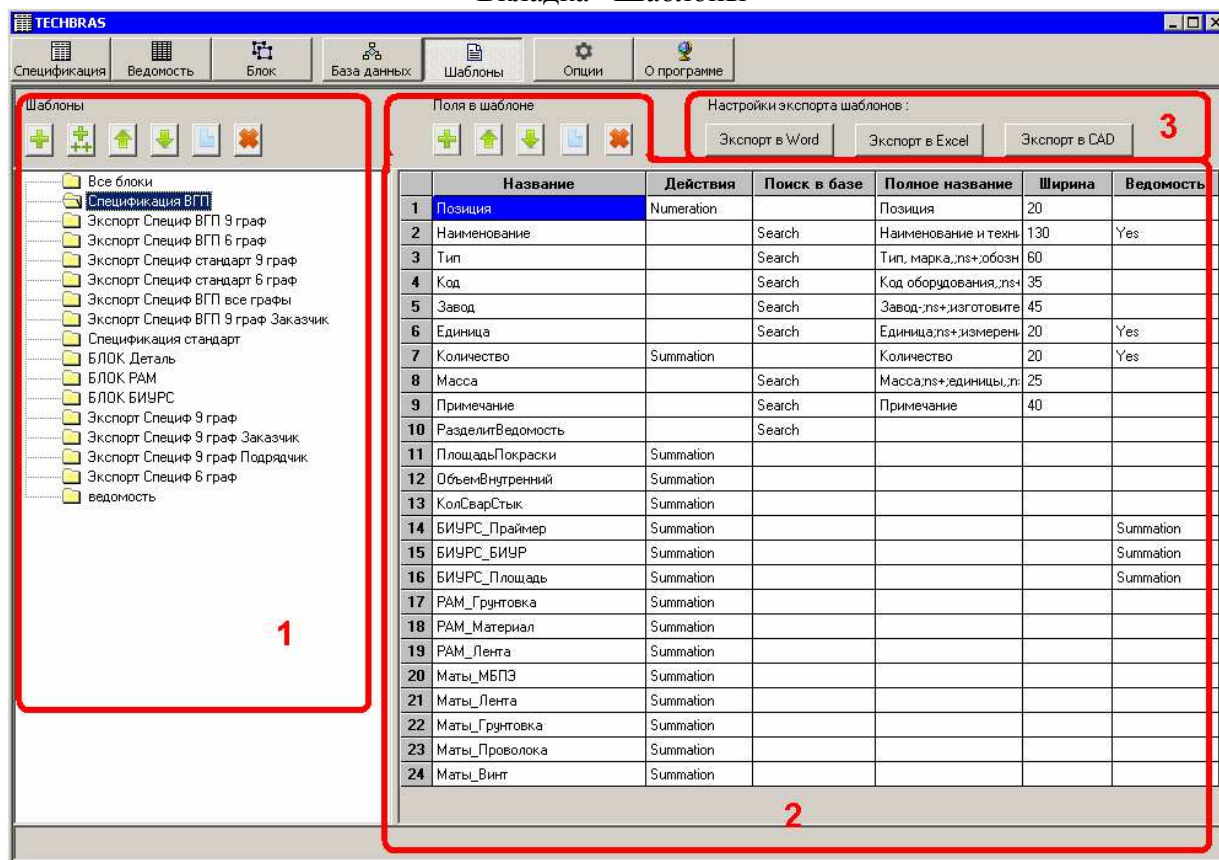 Вкладка "Шаблоны"
TECHBRAS
Спецификация Ведомость Блок База данных Шаблоны Опции О программе
Шаблоны
Поля в шаблоне
Настройки экспорта шаблонов :
Экспорт в Word Экспорт в Excel Экспорт в CAD
3
Все блоки
Спецификация ВГП
Экспорт Специф ВГП 9 граф
Экспорт Специф ВГП 6 граф
Экспорт Специф стандарт 9 граф
Экспорт Специф стандарт 6 граф
Экспорт Специф ВГП все графы
Экспорт Специф ВГП 9 граф Заказчик
Спецификация стандарт
БЛОК Деталь
БЛОК РАМ
БЛОК БИУРС
Экспорт Специф 9 граф
Экспорт Специф 9 граф Заказчик
Экспорт Специф 9 граф Подрядчик
Экспорт Специф 6 граф
ведомость
1
Название Действия Поиск в базе Полное название Ширина Ведомость
1 Позиция Numeration Позиция 20
2 Наименование Search Наименование и техн 130 Yes
3 Тип Search Тип, марка,;ns+;обозн 60
4 Код Search Код оборудования,;ns+ 35
5 Завод Search Завод-;ns+;изготовите 45
6 Единица Search Единица;ns+;измерен 20 Yes
7 Количество Summation Количество 20 Yes
8 Масса Search Масса;ns+;единицы,;n 25
9 Примечание Search Примечание 40
10 РазделитВедомость Search
11 ПлощадьПокраски Summation
12 ОбъемВнутренний Summation
13 КолСварСтык Summation
14 БИУРС_Праймер Summation Summation
15 БИУРС_БИУР Summation Summation
16 БИУРС_Площадь Summation Summation
17 РАМ_Грунтовка Summation
18 РАМ_Материал Summation
19 РАМ_Лента Summation
20 Маты_МБПЭ Summation
21 Маты_Лента Summation
22 Маты_Грунтовка Summation
23 Маты_Проволока Summation
24 Маты_Винт Summation
2